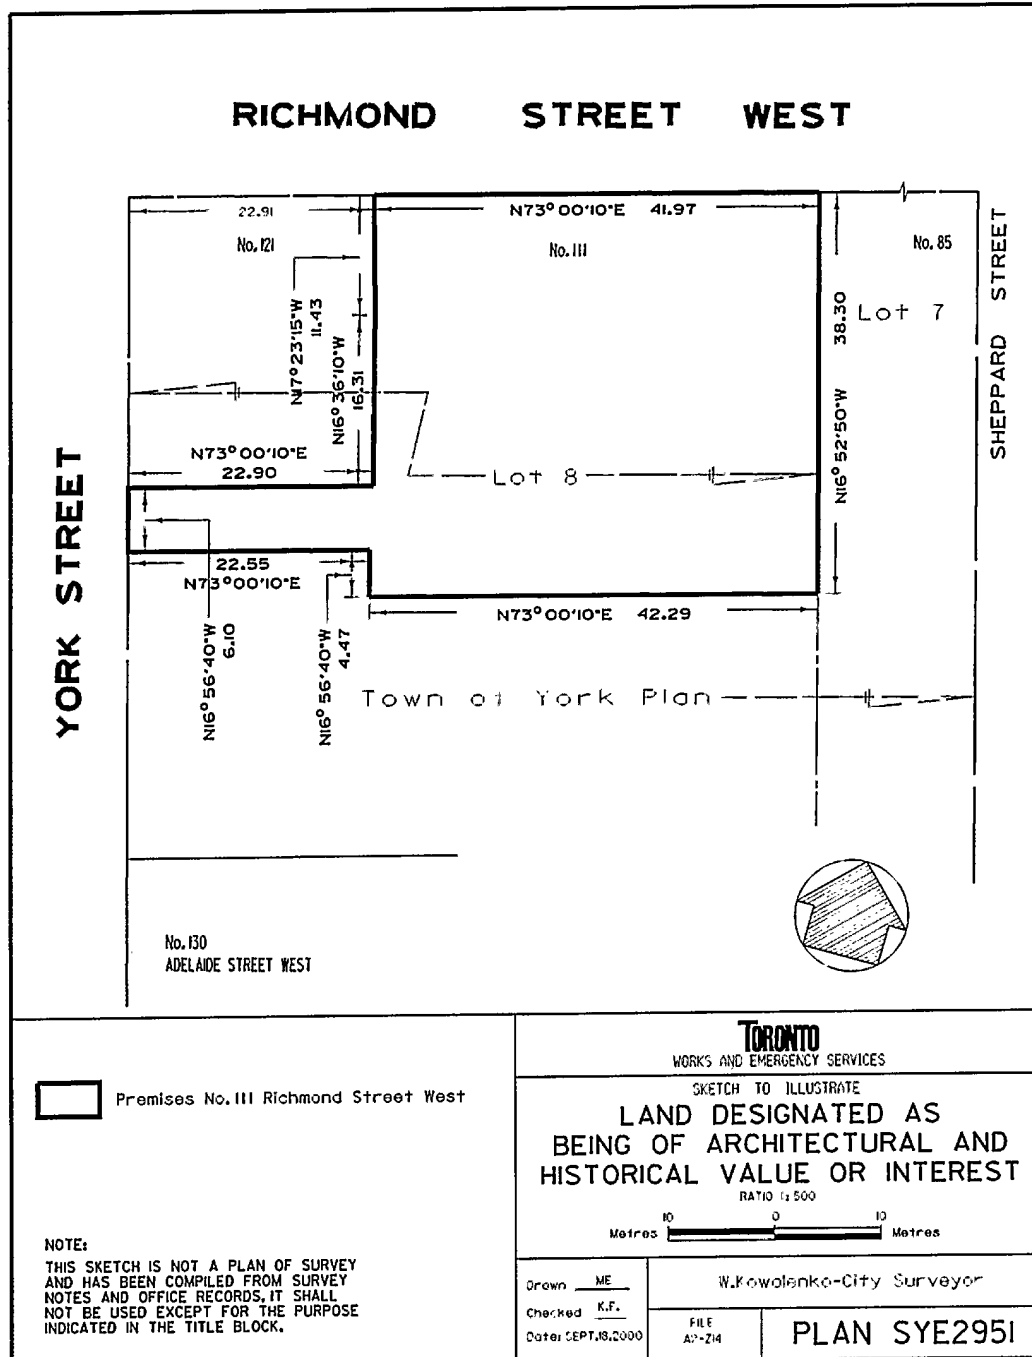 RICHMOND STREET WEST
22.91
N73°00'10"E 41.97
No. 121
No. 111
No. 85
SHEPPARD STREET
N17°23'15"W
11.43
N16°36'10"W
16.31
38.30
N16°52'50"W
Lot 7
N73°00'10"E
22.90
Lot 8
YORK STREET
22.55
N73°00'10"E
N73°00'10"E 42.29
N16°56'40"W
6.10
N16°56'40"W
4.47
Town of York Plan
No. 130
ADELAIDE STREET WEST
Premises No. 111 Richmond Street West
NOTE:
THIS SKETCH IS NOT A PLAN OF SURVEY
AND HAS BEEN COMPILED FROM SURVEY
NOTES AND OFFICE RECORDS. IT SHALL
NOT BE USED EXCEPT FOR THE PURPOSE
INDICATED IN THE TITLE BLOCK.
TORONTO
WORKS AND EMERGENCY SERVICES
SKETCH TO ILLUSTRATE
LAND DESIGNATED AS
BEING OF ARCHITECTURAL AND
HISTORICAL VALUE OR INTEREST
RATIO 1:500
10 0 10
Metres Metres
Drawn ME
Checked K.F.
Date: SEPT.18,2000
W.Kowalenko-City Surveyor
FILE
A?-Z14
PLAN SYE2951